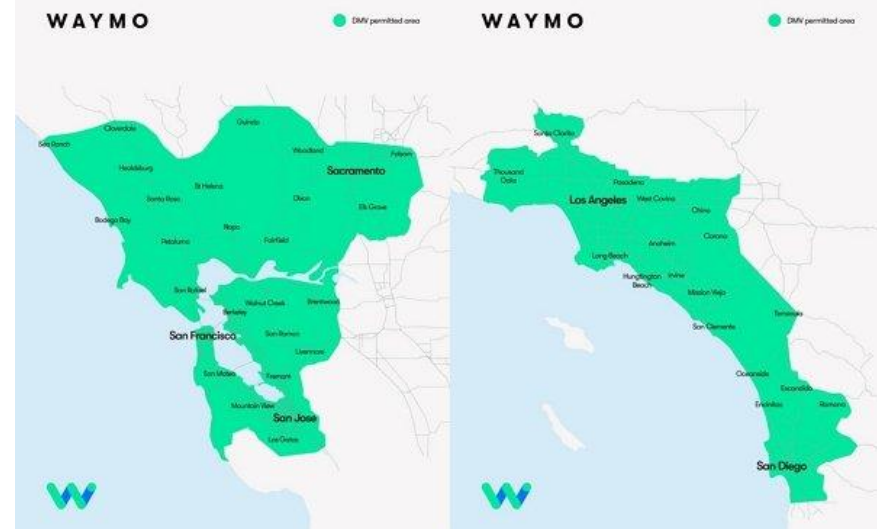 WAYMO
DMV permitted area
Cloverdale
Guinda
Sea Ranch
Woodland
Folsom
Healdsburg
Sacramento
St Helena
Santa Rosa
Dixon
Elk Grove
Bodega Bay
Napa
Petaluma
Fairfield
San Rafael
Walnut Creek
Brentwood
Berkeley
San Francisco
San Ramon
Livermore
San Mateo
Fremont
Mountain View
San José
Los Gatos
WAYMO
DMV permitted area
Santa Clarita
Thousand
Oaks
Pasadena
Los Angeles
West Covina
Chino
Corona
Anaheim
Long Beach
Hungtington
Beach
Irvine
Mission Viejo
Temecula
San Clemente
Oceanside
Escondido
Encinitas
Ramona
San Diego